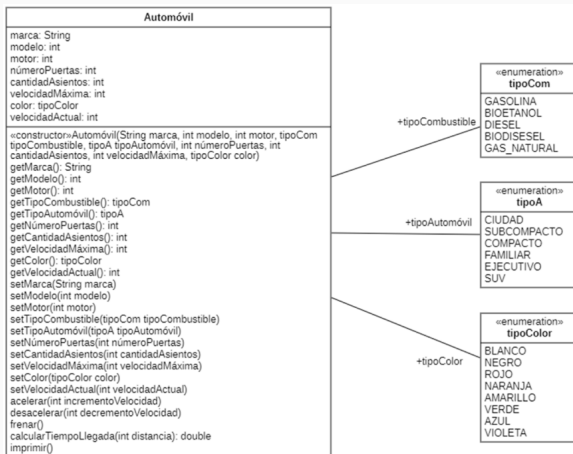 Automóvil
marca: String
modelo: int
motor: int
númeroPuertas: int
cantidadAsientos: int
velocidadMáxima: int
color: tipoColor
velocidadActual: int
«constructor»Automóvil(String marca, int modelo, int motor, tipoCom
tipoCombustible, tipoA tipoAutomóvil, int númeroPuertas, int
cantidadAsientos, int velocidadMáxima, tipoColor color)
getMarca(): String
getModelo(): int
getMotor(): int
getTipoCombustible(): tipoCom
getTipoAutomóvil(): tipoA
getNúmeroPuertas(): int
getCantidadAsientos(): int
getVelocidadMáxima(): int
getColor(): tipoColor
getVelocidadActual(): int
setMarca(String marca)
setModelo(int modelo)
setMotor(int motor)
setTipoCombustible(tipoCom tipoCombustible)
setTipoAutomóvil(tipoA tipoAutomóvil)
setNúmeroPuertas(int númeroPuertas)
setCantidadAsientos(int cantidadAsientos)
setVelocidadMáxima(int velocidadMáxima)
setColor(tipoColor color)
setVelocidadActual(int velocidadActual)
acelerar(int incrementoVelocidad)
desacelerar(int decrementoVelocidad)
frenar()
calcularTiempoLlegada(int distancia): double
imprimir()
+tipoCombustible
«enumeration»
tipoCom
GASOLINA
BIOETANOL
DIESEL
BIODISESEL
GAS_NATURAL
+tipoAutomóvil
«enumeration»
tipoA
CIUDAD
SUBCOMPACTO
COMPACTO
FAMILIAR
EJECUTIVO
SUV
+tipoColor
«enumeration»
tipoColor
BLANCO
NEGRO
ROJO
NARANJA
AMARILLO
VERDE
AZUL
VIOLETA